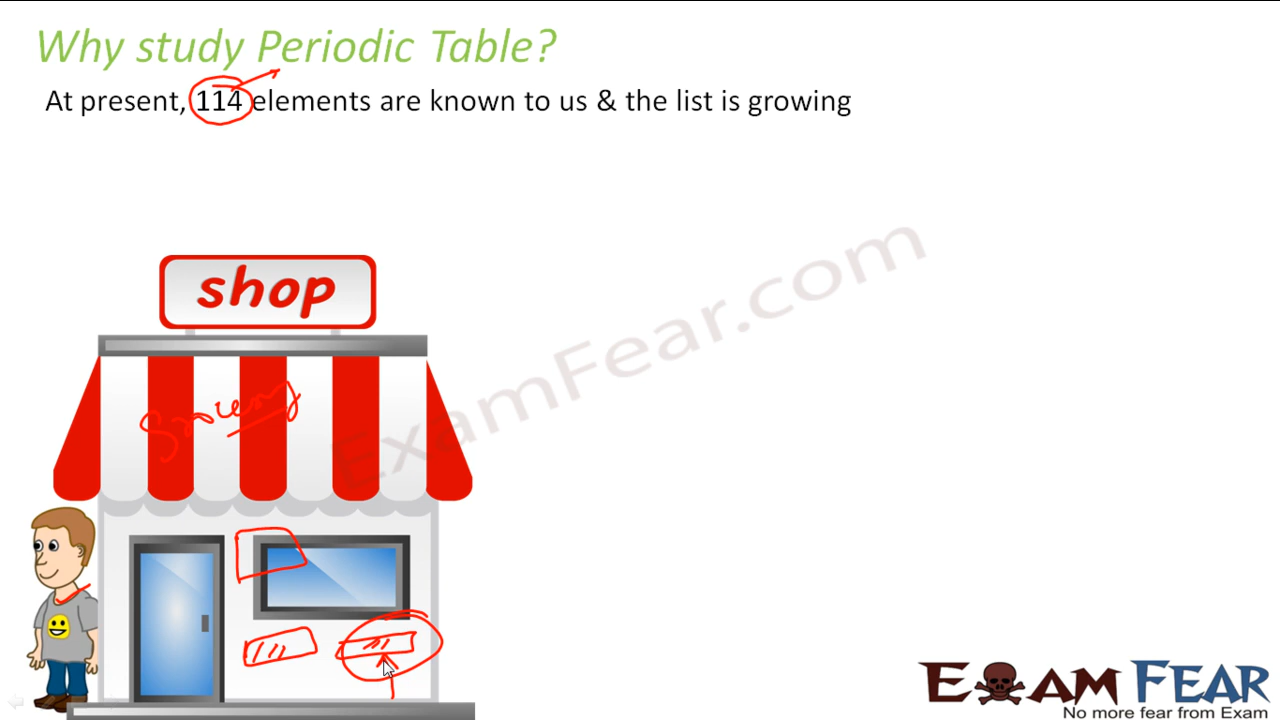 Why study Periodic Table?
At present, 114 elements are known to us & the list is growing
shop
Grocery
ExamFear.com
EXAM FEAR
No more fear from Exam